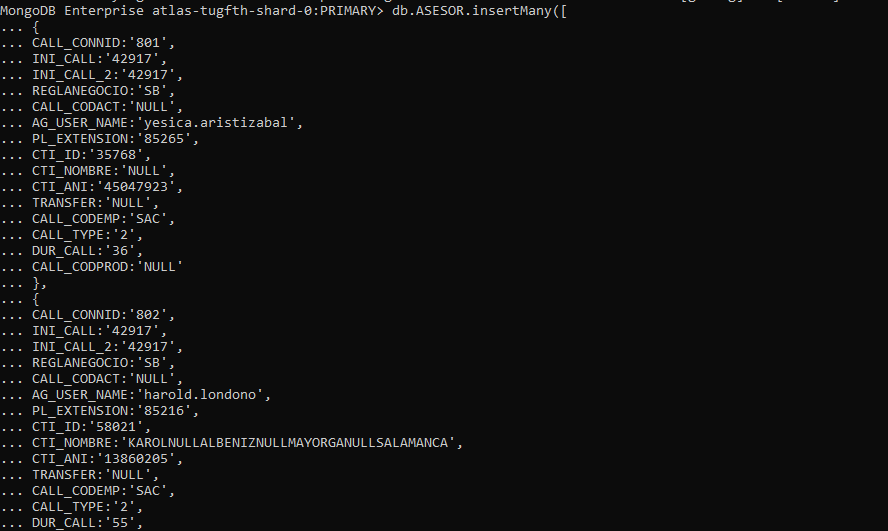 MongoDB Enterprise atlas-tugfth-shard-0:PRIMARY> db.ASESOR.insertMany([
... {
... CALL_CONNID:'801',
... INI_CALL:'42917',
... INI_CALL_2:'42917',
... REGLANEGOCIO:'SB',
... CALL_CODACT:'NULL',
... AG_USER_NAME:'yesica.aristizabal',
... PL_EXTENSION:'85265',
... CTI_ID:'35768',
... CTI_NOMBRE:'NULL',
... CTI_ANI:'45047923',
... TRANSFER:'NULL',
... CALL_CODEMP:'SAC',
... CALL_TYPE:'2',
... DUR_CALL:'36',
... CALL_CODPROD:'NULL'
... },
... {
... CALL_CONNID:'802',
... INI_CALL:'42917',
... INI_CALL_2:'42917',
... REGLANEGOCIO:'SB',
... CALL_CODACT:'NULL',
... AG_USER_NAME:'harold.londono',
... PL_EXTENSION:'85216',
... CTI_ID:'58021',
... CTI_NOMBRE:'KAROLNULLALBENIZNULLMAYORGANULLSALAMANCA',
... CTI_ANI:'13860205',
... TRANSFER:'NULL',
... CALL_CODEMP:'SAC',
... CALL_TYPE:'2',
... DUR_CALL:'55',